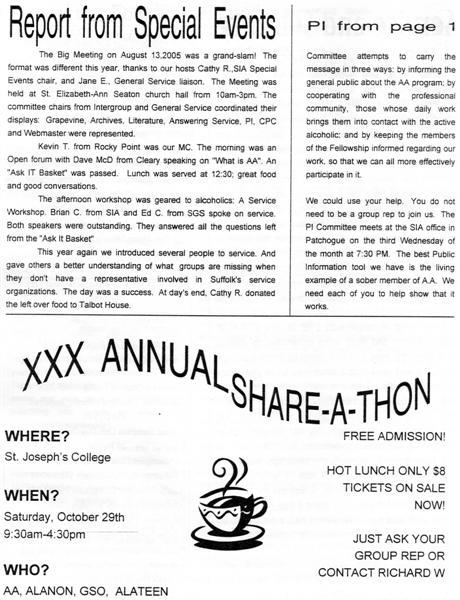 Report from Special Events
The Big Meeting on August 13,2005 was a grand-slam! The
format was different this year, thanks to our hosts Cathy R.,SIA Special
Events chair, and Jane E., General Service liaison. The Meeting was
held at St. Elizabeth-Ann Seaton church hall from 10am-3pm. The
committee chairs from Intergroup and General Service coordinated their
displays: Grapevine, Archives, Literature, Answering Service, PI, CPC
and Webmaster were represented.
Kevin T. from Rocky Point was our MC. The morning was an
Open forum with Dave McD from Cleary speaking on "What is AA". An
"Ask IT Basket" was passed. Lunch was served at 12:30; great food
and good conversations.
The afternoon workshop was geared to alcoholics: A Service
Workshop. Brian C. from SIA and Ed C. from SGS spoke on service.
Both speakers were outstanding. They answered all the questions left
from the "Ask It Basket"
This year again we introduced several people to service. And
gave others a better understanding of what groups are missing when
they don't have a representative involved in Suffolk's service
organizations. The day was a success. At day's end, Cathy R. donated
the left over food to Talbot House.
PI from page 1
Committee attempts to carry the
message in three ways: by informing the
general public about the AA program; by
cooperating with the professional
community, those whose daily work
brings them into contact with the active
alcoholic; and by keeping the members
of the Fellowship informed regarding our
work, so that we can all more effectively
participate in it.
We could use your help. You do not
need to be a group rep to join us. The
PI Committee meets at the SIA office in
Patchogue on the third Wednesday of
the month at 7:30 PM. The best Public
Information tool we have is the living
example of a sober member of A.A. We
need each of you to help show that it
works.
XXX ANNUAL SHARE-A-THON
WHERE?
St. Joseph's College
WHEN?
Saturday, October 29th
9:30am-4:30pm
WHO?
AA, ALANON, GSO, ALATEEN
FREE ADMISSION!
HOT LUNCH ONLY $8
TICKETS ON SALE
NOW!
JUST ASK YOUR
GROUP REP OR
CONTACT RICHARD W